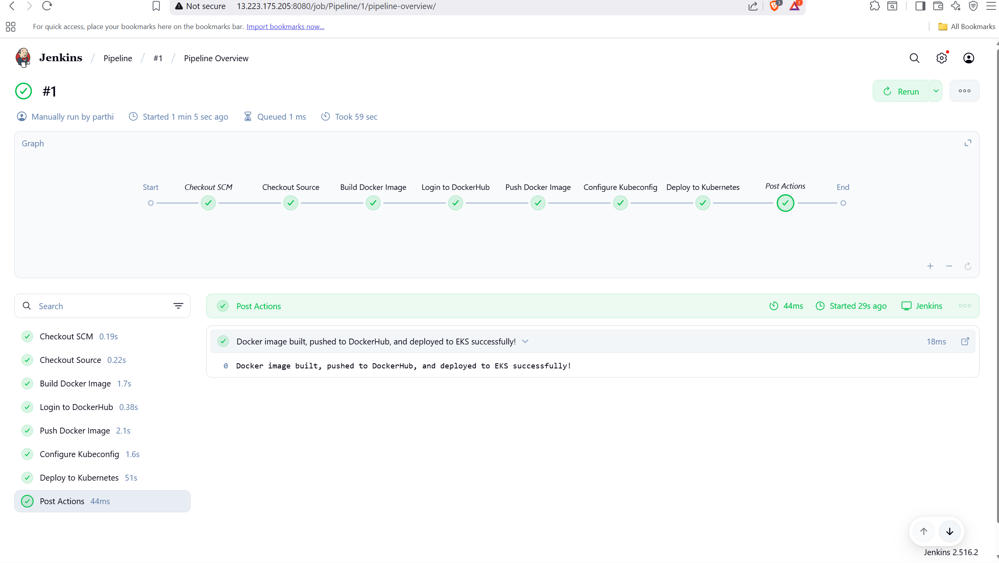 Not secure 13.223.175.205:8080/job/Pipeline/1/pipeline-overview/ 3 1
For quick access, place your bookmarks here on the bookmarks bar. Import bookmarks now... All Bookmarks
Jenkins / Pipeline / #1 / Pipeline Overview
#1
Rerun
Manually run by parthi Started 1 min 5 sec ago Queued 1 ms Took 59 sec
Graph
Start Checkout SCM Checkout Source Build Docker Image Login to DockerHub Push Docker Image Configure Kubeconfig Deploy to Kubernetes Post Actions End
Search
Checkout SCM 0.19s
Checkout Source 0.22s
Build Docker Image 1.7s
Login to DockerHub 0.38s
Push Docker Image 2.1s
Configure Kubeconfig 1.6s
Deploy to Kubernetes 51s
Post Actions 44ms
Post Actions 44ms Started 29s ago Jenkins
Docker image built, pushed to DockerHub, and deployed to EKS successfully! 18ms
0 Docker image built, pushed to DockerHub, and deployed to EKS successfully!
Jenkins 2.516.2